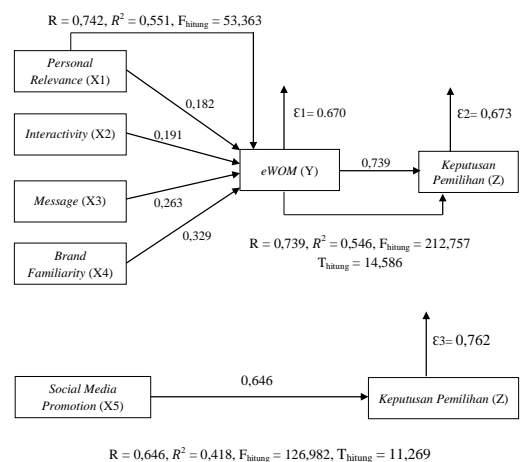 R = 0,742, R² = 0,551, Fhitung = 53,363
Personal
Relevance (X1)
Ɛ1= 0.670
Ɛ2= 0,673
0,182
Interactivity (X2)
0,191
eWOM (Y)
0,739
Keputusan
Pemilihan (Z)
Message (X3)
0,263
0,329
Brand
Familiarity (X4)
R = 0,739, R² = 0,546, Fhitung = 212,757
Thitung = 14,586
Ɛ3= 0,762
0,646
Social Media
Promotion (X5)
Keputusan Pemilihan (Z)
R = 0,646, R² = 0,418, Fhitung = 126,982, Thitung = 11,269